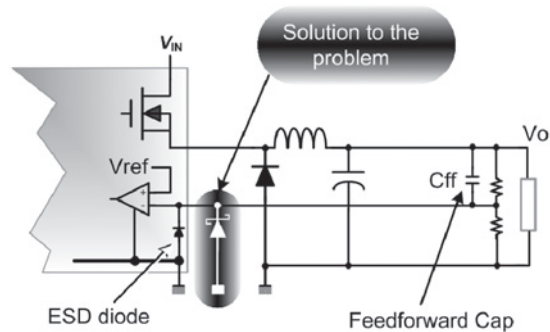 Solution to the
problem
VIN
Vref
+
-
Vo
Cff
ESD diode
Feedforward Cap